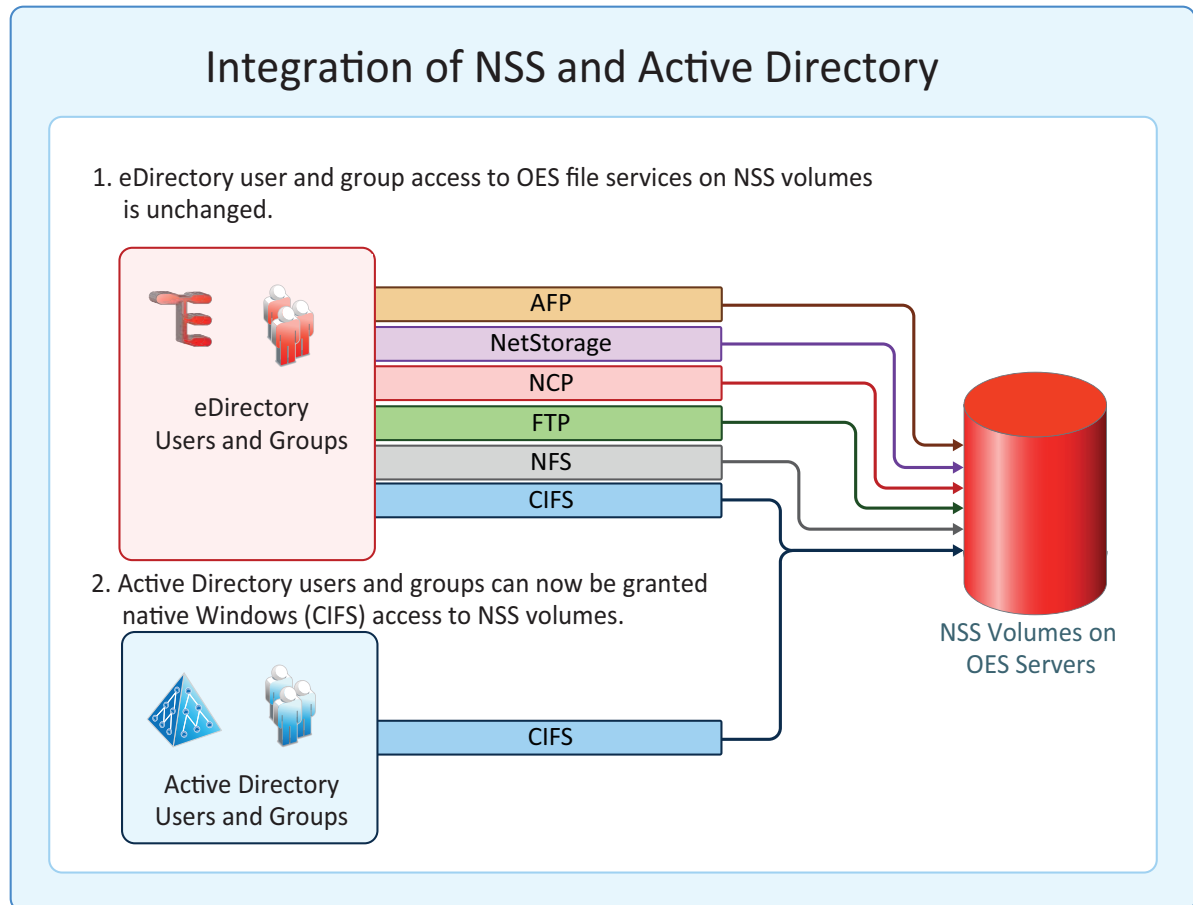 Integration of NSS and Active Directory
1. eDirectory user and group access to OES file services on NSS volumes
is unchanged.
eDirectory
Users and Groups
AFP
NetStorage
NCP
FTP
NFS
CIFS
2. Active Directory users and groups can now be granted
native Windows (CIFS) access to NSS volumes.
Active Directory
Users and Groups
CIFS
NSS Volumes on
OES Servers